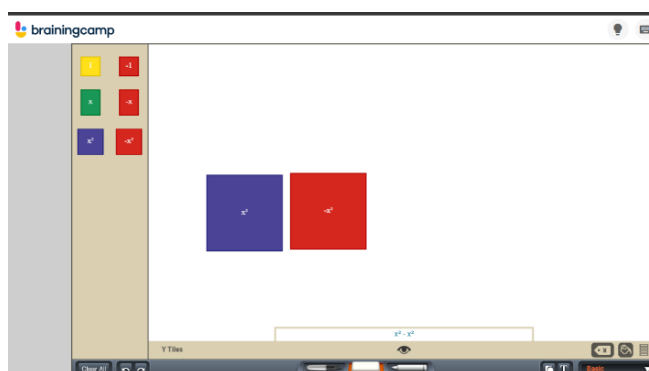 brainingcamp
1 -1
x -x
x² -x²
x² -x²
x² - x²
Y Tiles
Clear All
T
Basic